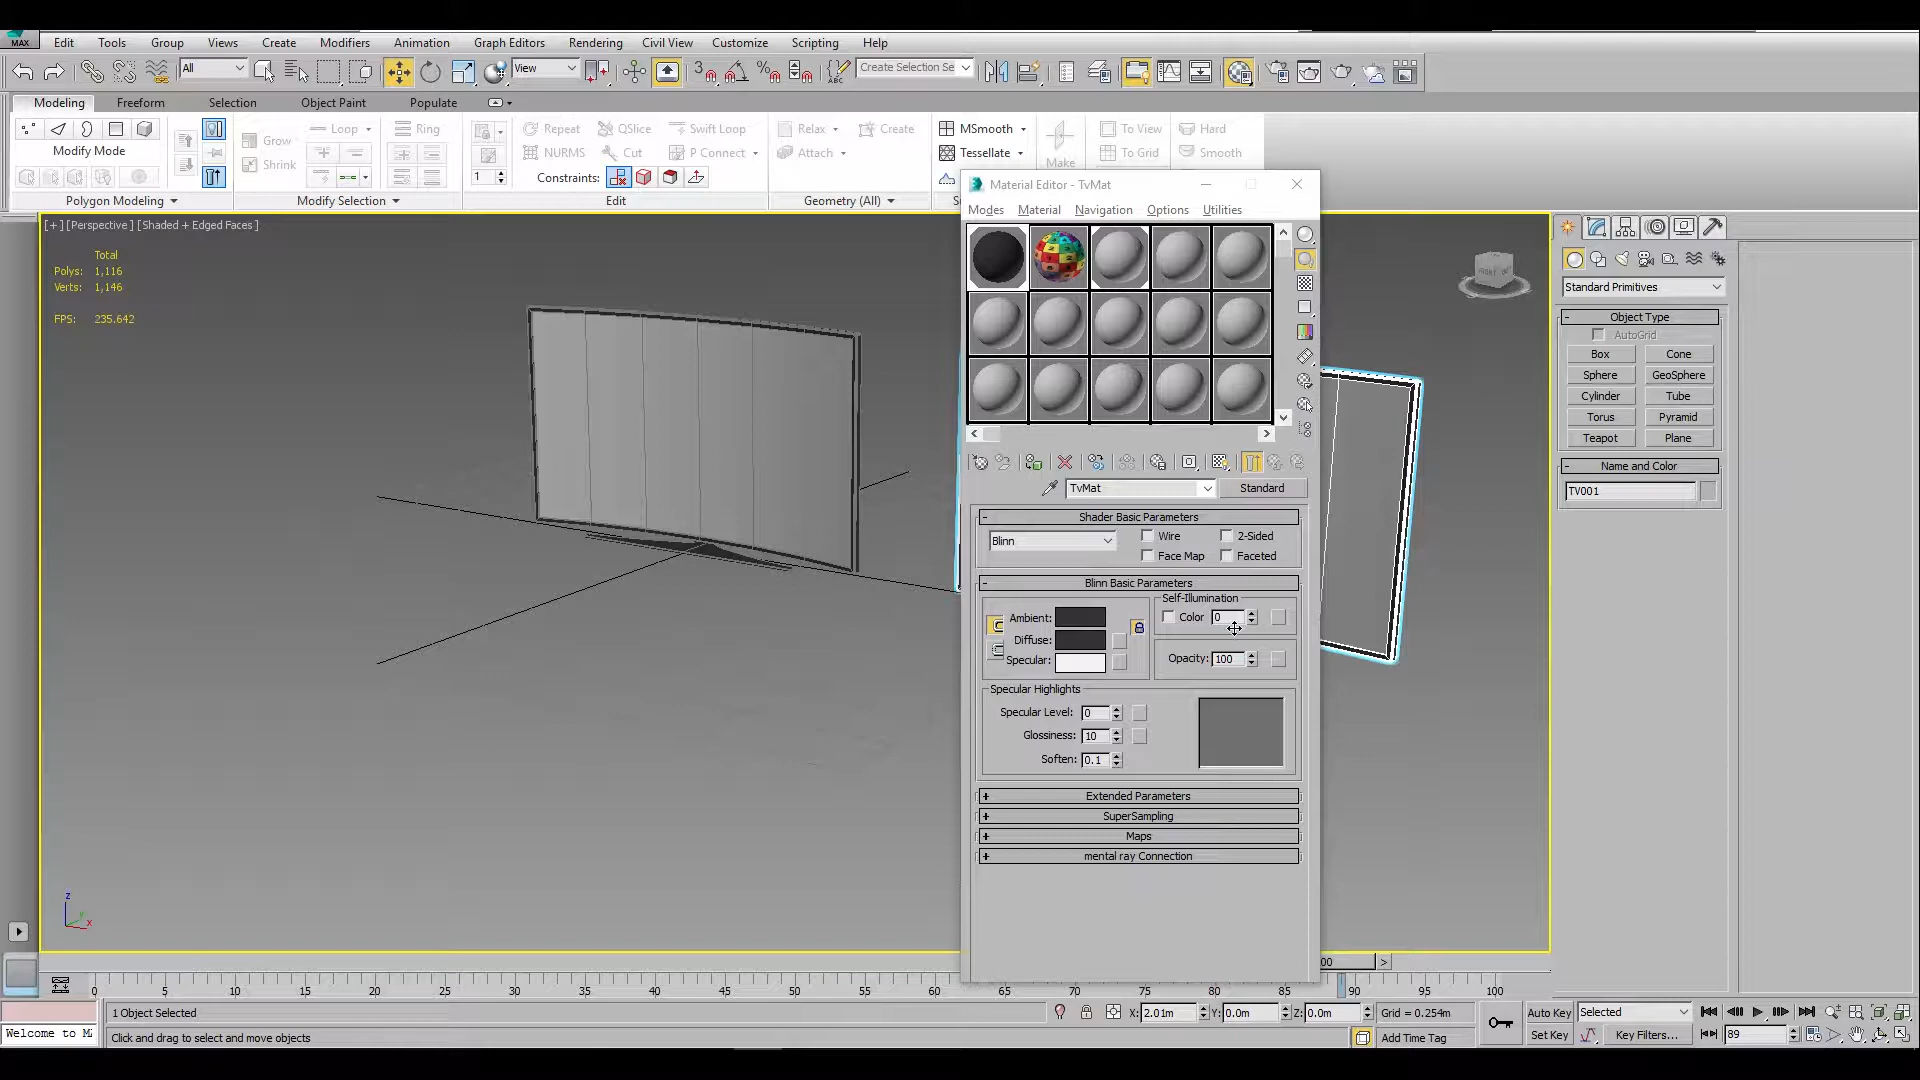 MAX
Edit Tools Group Views Create Modifiers Animation Graph Editors Rendering Civil View Customize Scripting Help
All View Create Selection Se
Modeling Freeform Selection Object Paint Populate
Modify Mode Grow Shrink Loop Ring Repeat QSlice Swift Loop Relax Create MSmooth To View Hard
NURMS Cut P Connect Attach Tessellate Make To Grid Smooth
1 Constraints:
Polygon Modeling Modify Selection Edit Geometry (All)
[+] [Perspective] [Shaded + Edged Faces]
Total
Polys: 1,116
Verts: 1,146
FPS: 235.642
Material Editor - TvMat
Modes Material Navigation Options Utilities
TvMat Standard
Shader Basic Parameters
Blinn Wire 2-Sided
Face Map Faceted
Blinn Basic Parameters
Self-Illumination
Ambient: Color 0
Diffuse:
Specular: Opacity: 100
Specular Highlights
Specular Level: 0
Glossiness: 10
Soften: 0.1
Extended Parameters
SuperSampling
Maps
mental ray Connection
Standard Primitives
Object Type
AutoGrid
Box Cone
Sphere GeoSphere
Cylinder Tube
Torus Pyramid
Teapot Plane
Name and Color
TV001
z
y
x
00 >
0 5 10 15 20 25 30 35 40 45 50 55 60 65 70 75 80 85 90 95 100
1 Object Selected X: 2.01m Y: 0.0m Z: 0.0m Grid = 0.254m Auto Key Selected
Welcome to M Click and drag to select and move objects Add Time Tag Set Key Key Filters... 89